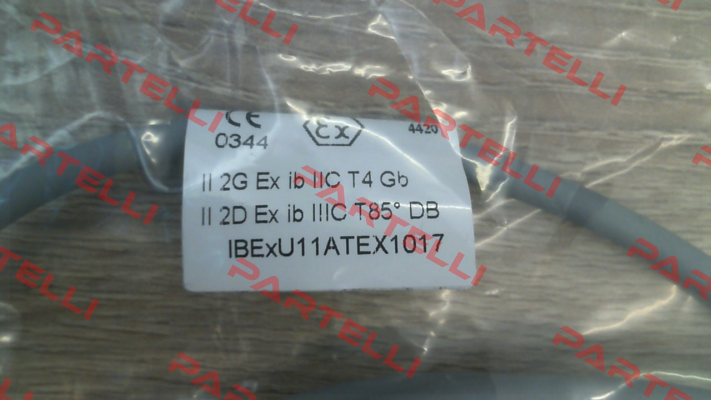 CE Ex 4420
0344
II 2G Ex ib IIC T4 Gb
II 2D Ex ib IIIC T85° DB
IBExU11ATEX1017
PARTELLI
PARTELLI
PARTELLI
PARTELLI
PARTELLI
PARTELLI
PARTELLI
PARTELLI